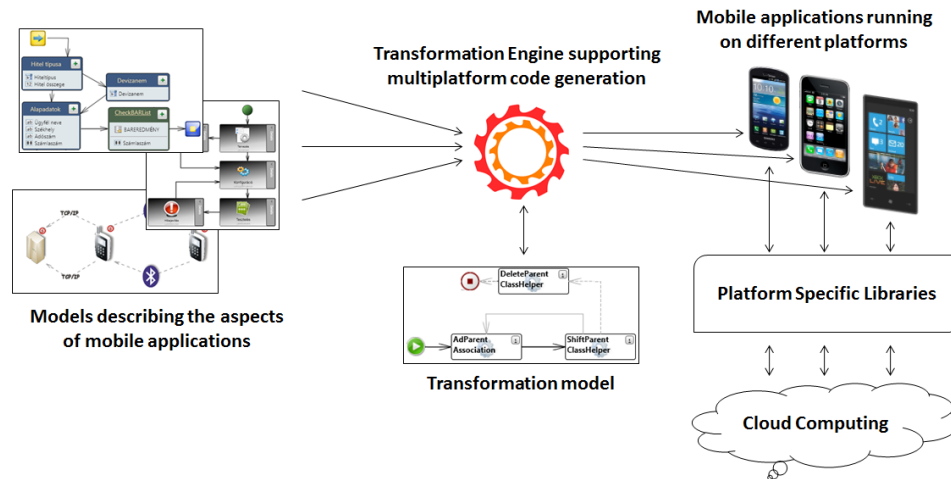 Hitel típusa
Hiteltípus
Hitel összege
Devizanem
Devizanem
Alapadatok
Ügyfél neve
Székhely
Adószám
Számlaszám
CheckBARList
BÁREREDMÉNY
TCP/IP
TCP/IP
Models describing the aspects
of mobile applications
Transformation Engine supporting
multiplatform code generation
DeleteParent
ClassHelper
AdParent
Association
ShiftParent
ClassHelper
Transformation model
Mobile applications running
on different platforms
Platform Specific Libraries
Cloud Computing